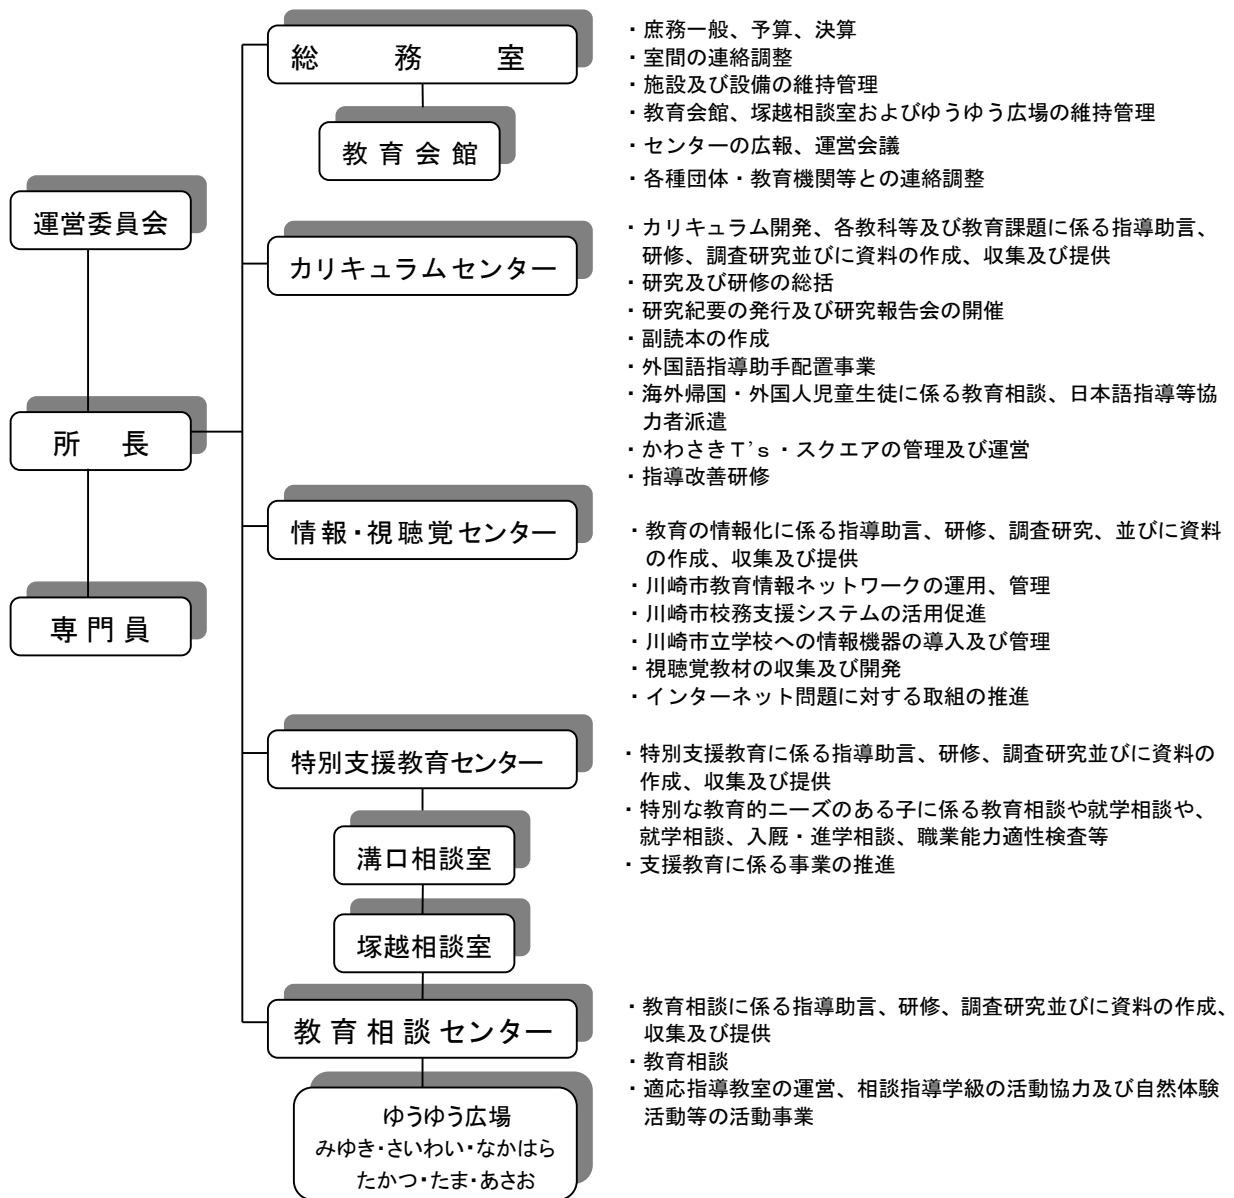 総務室
・庶務一般、予算、決算
・室間の連絡調整
・施設及び設備の維持管理
・教育会館、塚越相談室およびゆうゆう広場の維持管理
・センターの広報、運営会議
・各種団体・教育機関等との連絡調整
教育会館
運営委員会
カリキュラムセンター
・カリキュラム開発、各教科等及び教育課題に係る指導助言、
研修、調査研究並びに資料の作成、収集及び提供
・研究及び研修の総括
・研究紀要の発行及び研究報告会の開催
・副読本の作成
・外国語指導助手配置事業
・海外帰国・外国人児童生徒に係る教育相談、日本語指導等協
力者派遣
・かわさきT’s・スクエアの管理及び運営
・指導改善研修
所長
情報・視聴覚センター
・教育の情報化に係る指導助言、研修、調査研究、並びに資料
の作成、収集及び提供
・川崎市教育情報ネットワークの運用、管理
・川崎市校務支援システムの活用促進
・川崎市立学校への情報機器の導入及び管理
・視聴覚教材の収集及び開発
・インターネット問題に対する取組の推進
専門員
特別支援教育センター
・特別支援教育に係る指導助言、研修、調査研究並びに資料の
作成、収集及び提供
・特別な教育的ニーズのある子に係る教育相談や就学相談や、
就学相談、入厩・進学相談、職業能力適性検査等
・支援教育に係る事業の推進
溝口相談室
塚越相談室
教育相談センター
・教育相談に係る指導助言、研修、調査研究並びに資料の作成、
収集及び提供
・教育相談
・適応指導教室の運営、相談指導学級の活動協力及び自然体験
活動等の活動事業
ゆうゆう広場
みゆき・さいわい・なかはら
たかつ・たま・あさお